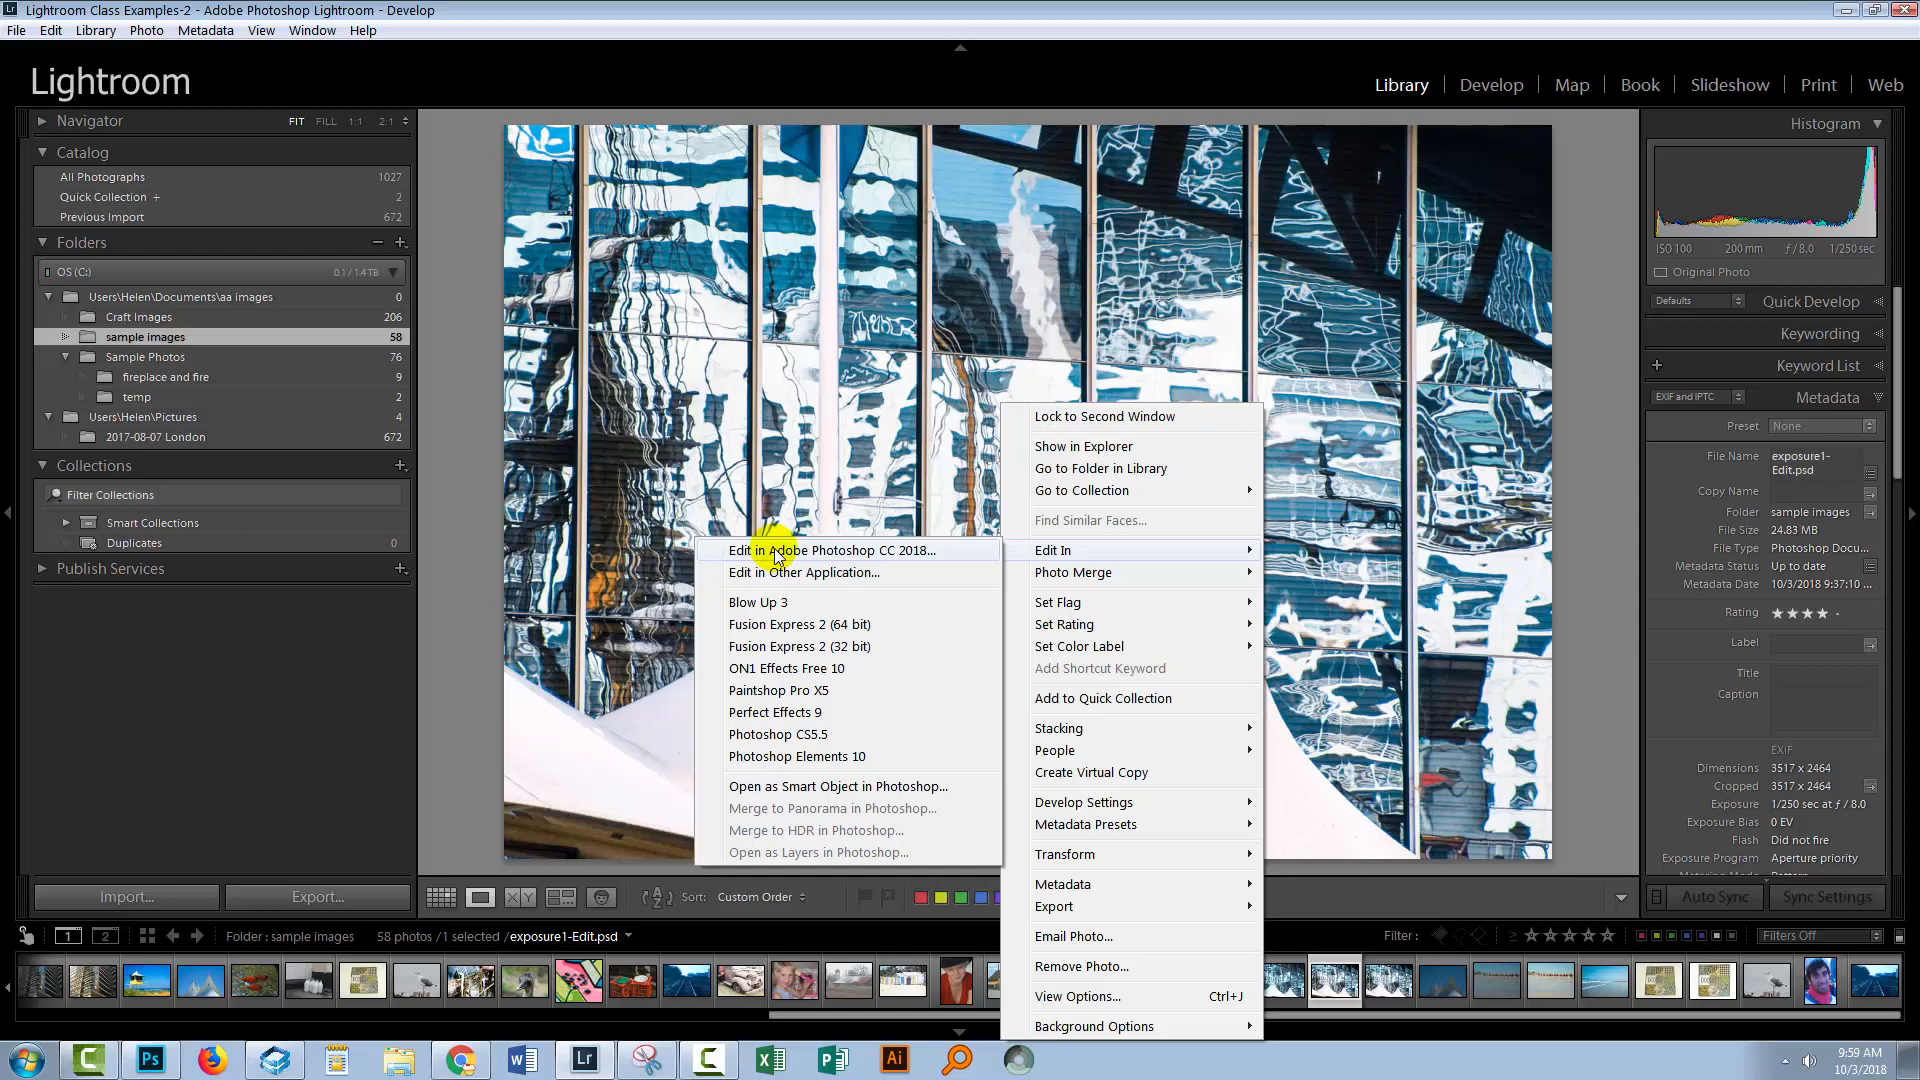 Lightroom Class Examples-2 - Adobe Photoshop Lightroom - Develop
File Edit Library Photo Metadata View Window Help
Lightroom
Library Develop Map Book Slideshow Print Web
Navigator FIT FILL 1:1 2:1
Catalog
All Photographs 1027
Quick Collection + 2
Previous Import 672
Folders
OS (C:) 0.1 / 1.4 TB
Users\Helen\Documents\aa images 0
Craft Images 206
sample images 58
Sample Photos 76
fireplace and fire 9
temp 2
Users\Helen\Pictures 4
2017-08-07 London 672
Collections
Filter Collections
Smart Collections
Duplicates 0
Publish Services
Import... Export...
Lock to Second Window
Show in Explorer
Go to Folder in Library
Go to Collection
Find Similar Faces...
Edit In
Photo Merge
Set Flag
Set Rating
Set Color Label
Add Shortcut Keyword
Add to Quick Collection
Stacking
People
Create Virtual Copy
Develop Settings
Metadata Presets
Transform
Metadata
Export
Email Photo...
Remove Photo...
View Options... Ctrl+J
Background Options
Edit in Adobe Photoshop CC 2018...
Edit in Other Application...
Blow Up 3
Fusion Express 2 (64 bit)
Fusion Express 2 (32 bit)
ON1 Effects Free 10
Paintshop Pro X5
Perfect Effects 9
Photoshop CS5.5
Photoshop Elements 10
Open as Smart Object in Photoshop...
Merge to Panorama in Photoshop...
Merge to HDR in Photoshop...
Open as Layers in Photoshop...
Histogram
ISO 100 200 mm ƒ / 8.0 1/250 sec
Original Photo
Defaults Quick Develop
Keywording
Keyword List
EXIF and IPTC Metadata
Preset None
File Name exposure1-
Edit.psd
Copy Name
Folder sample images
File Size 24.83 MB
File Type Photoshop Docu...
Metadata Status Up to date
Metadata Date 10/3/2018 9:37:10 ...
Rating ★★★★ ·
Label
Title
Caption
EXIF
Dimensions 3517 x 2464
Cropped 3517 x 2464
Exposure 1/250 sec at ƒ / 8.0
Exposure Bias 0 EV
Flash Did not fire
Exposure Program Aperture priority
Auto Sync Sync Settings
XY Sort: Custom Order
1 2 Folder : sample images 58 photos /1 selected /exposure1-Edit.psd Filter : Filters Off
Ps Lr Ai
9:59 AM
10/3/2018